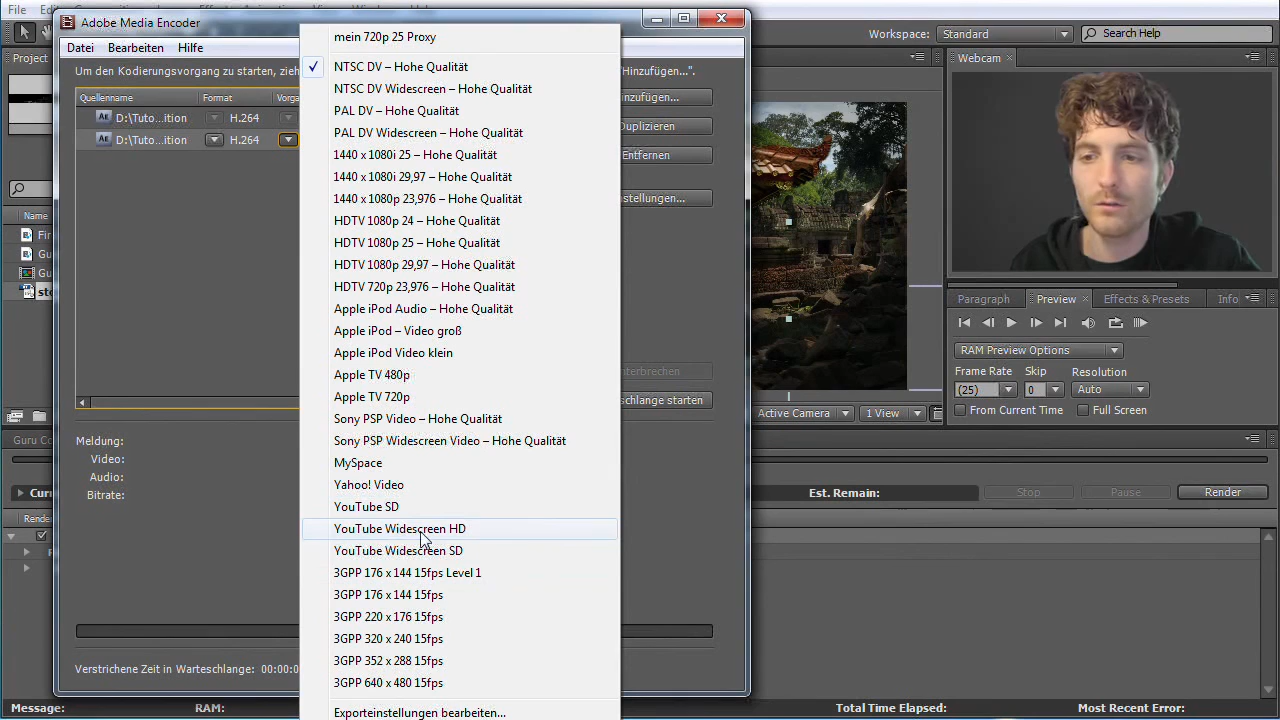 File
Adobe Media Encoder
Datei
Bearbeiten
Hilfe
Workspace:
Standard
Search Help
Project
Um den Kodierungsvorgang zu starten, zieh
Hinzufügen...".
Quellenname
Format
D:\Tuto...ition
H.264
D:\Tuto...ition
H.264
inzufügen...
Duplizieren
Entfernen
stellungen...
nterbrechen
schlange starten
Name
Meldung:
Video:
Audio:
Bitrate:
Verstrichene Zeit in Warteschlange: 00:00:0
mein 720p 25 Proxy
NTSC DV – Hohe Qualität
NTSC DV Widescreen – Hohe Qualität
PAL DV – Hohe Qualität
PAL DV Widescreen – Hohe Qualität
1440 x 1080i 25 – Hohe Qualität
1440 x 1080i 29,97 – Hohe Qualität
1440 x 1080p 23,976 – Hohe Qualität
HDTV 1080p 24 – Hohe Qualität
HDTV 1080p 25 – Hohe Qualität
HDTV 1080p 29,97 – Hohe Qualität
HDTV 720p 23,976 – Hohe Qualität
Apple iPod Audio – Hohe Qualität
Apple iPod – Video groß
Apple iPod Video klein
Apple TV 480p
Apple TV 720p
Sony PSP Video – Hohe Qualität
Sony PSP Widescreen Video – Hohe Qualität
MySpace
Yahoo! Video
YouTube SD
YouTube Widescreen HD
YouTube Widescreen SD
3GPP 176 x 144 15fps Level 1
3GPP 176 x 144 15fps
3GPP 220 x 176 15fps
3GPP 320 x 240 15fps
3GPP 352 x 288 15fps
3GPP 640 x 480 15fps
Exporteinstellungen bearbeiten...
Webcam
Paragraph
Preview
Effects & Presets
Info
RAM Preview Options
Frame Rate
Skip
Resolution
(25)
0
Auto
From Current Time
Full Screen
Active Camera
1 View
Est. Remain:
Stop
Pause
Render
Message:
RAM:
Total Time Elapsed:
Most Recent Error: